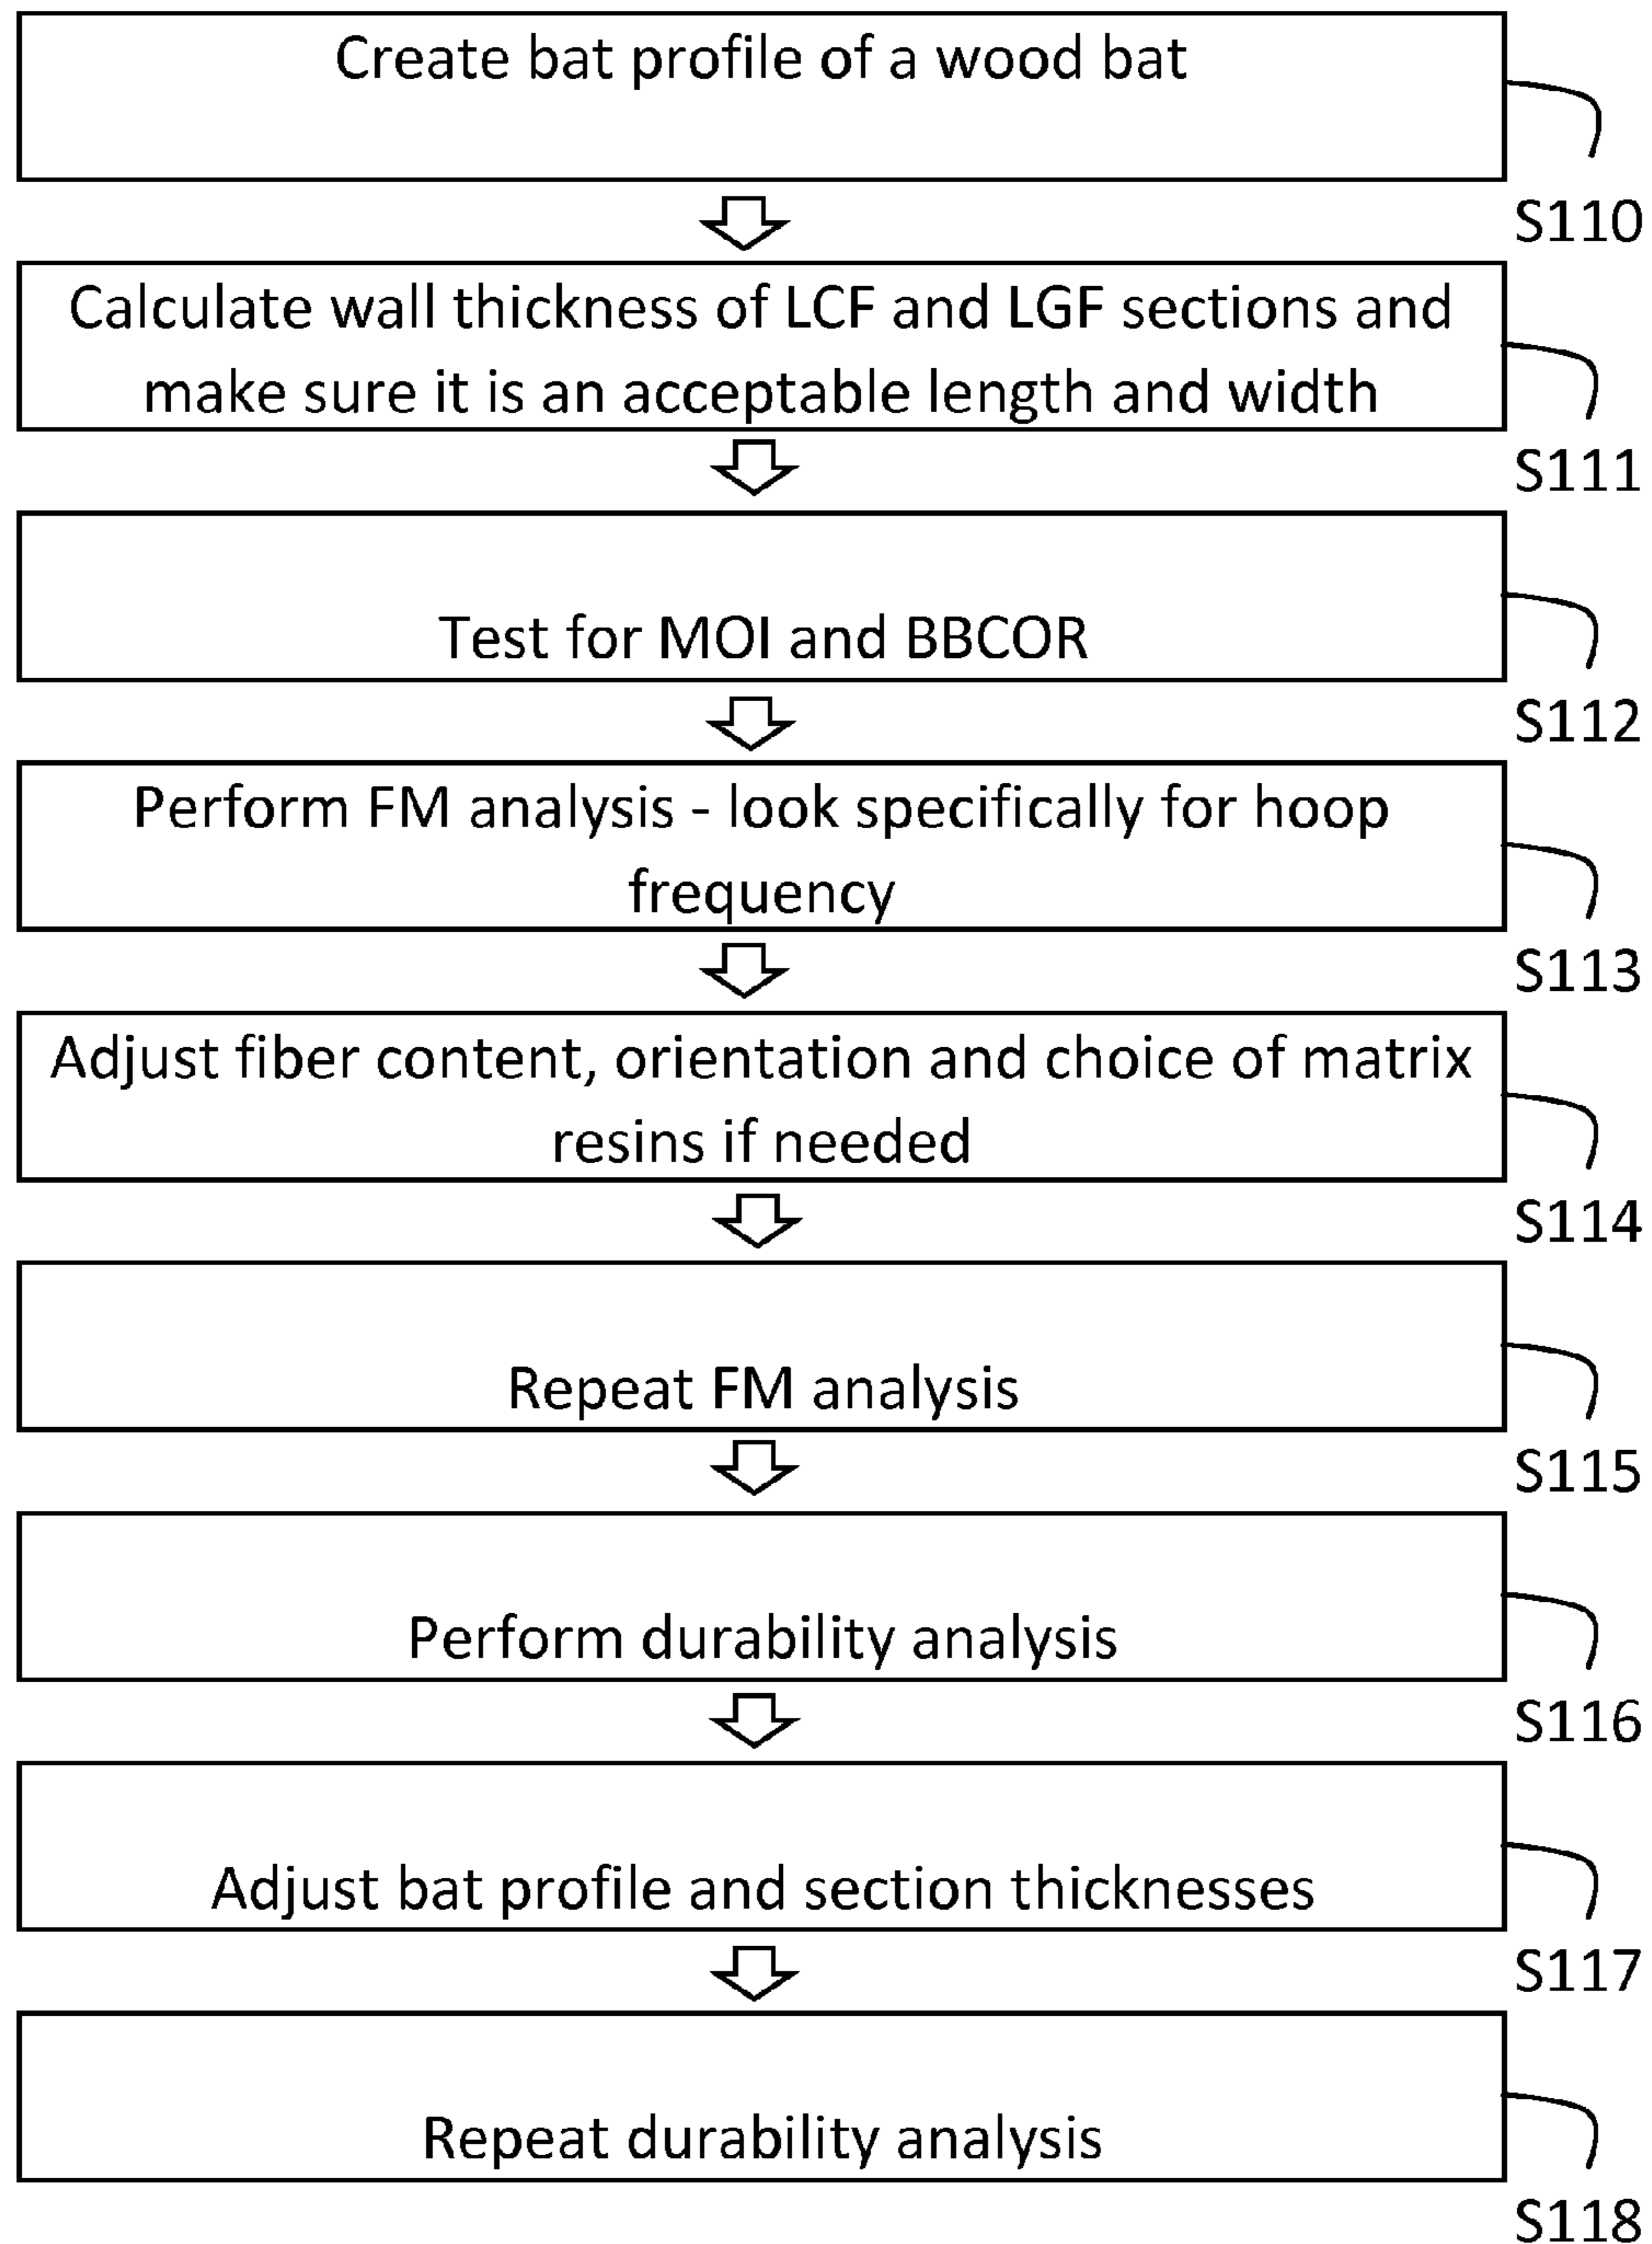 Create bat profile of a wood bat
S110
Calculate wall thickness of LCF and LGF sections and
make sure it is an acceptable length and width
S111
Test for MOI and BBCOR
S112
Perform FM analysis - look specifically for hoop
frequency
S113
Adjust fiber content, orientation and choice of matrix
resins if needed
S114
Repeat FM analysis
S115
Perform durability analysis
S116
Adjust bat profile and section thicknesses
S117
Repeat durability analysis
S118